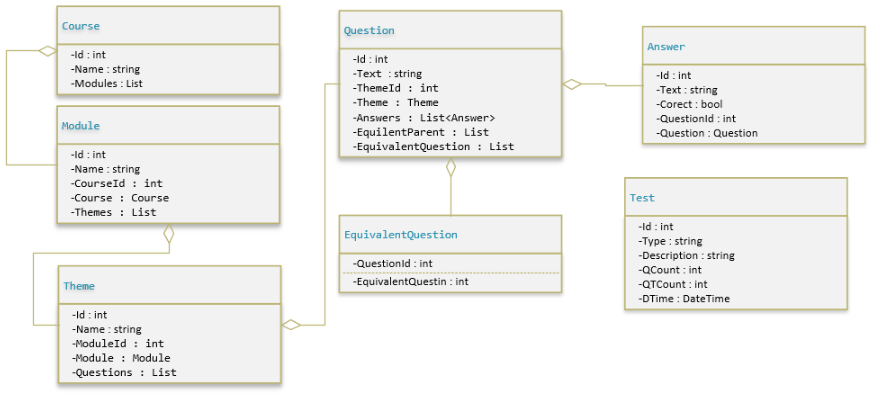 Course
-Id : int
-Name : string
-Modules : List
Module
-Id : int
-Name : string
-CourseId : int
-Course : Course
-Themes : List
Theme
-Id : int
-Name : string
-ModuleId : int
-Module : Module
-Questions : List
Question
-Id : int
-Text : string
-ThemeId : int
-Theme : Theme
-Answers : List<Answer>
-EquilentParent : List
-EquivalentQuestion : List
EquivalentQuestion
-QuestionId : int
-EquivalentQuestin : int
Answer
-Id : int
-Text : string
-Corect : bool
-QuestionId : int
-Question : Question
Test
-Id : int
-Type : string
-Description : string
-QCount : int
-QTCount : int
-DTime : DateTime